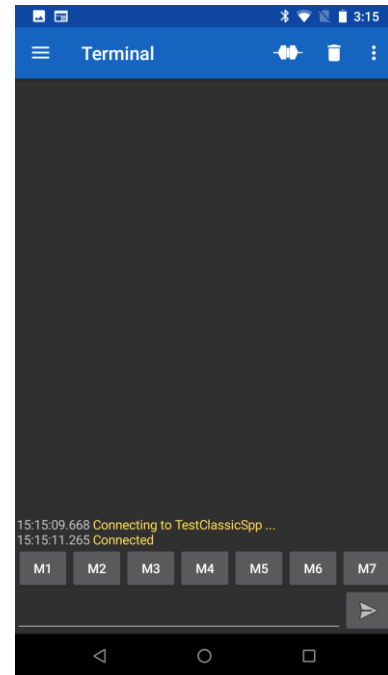 3:15
Terminal
15:15:09.668 Connecting to TestClassicSpp ...
15:15:11.265 Connected
M1 M2 M3 M4 M5 M6 M7